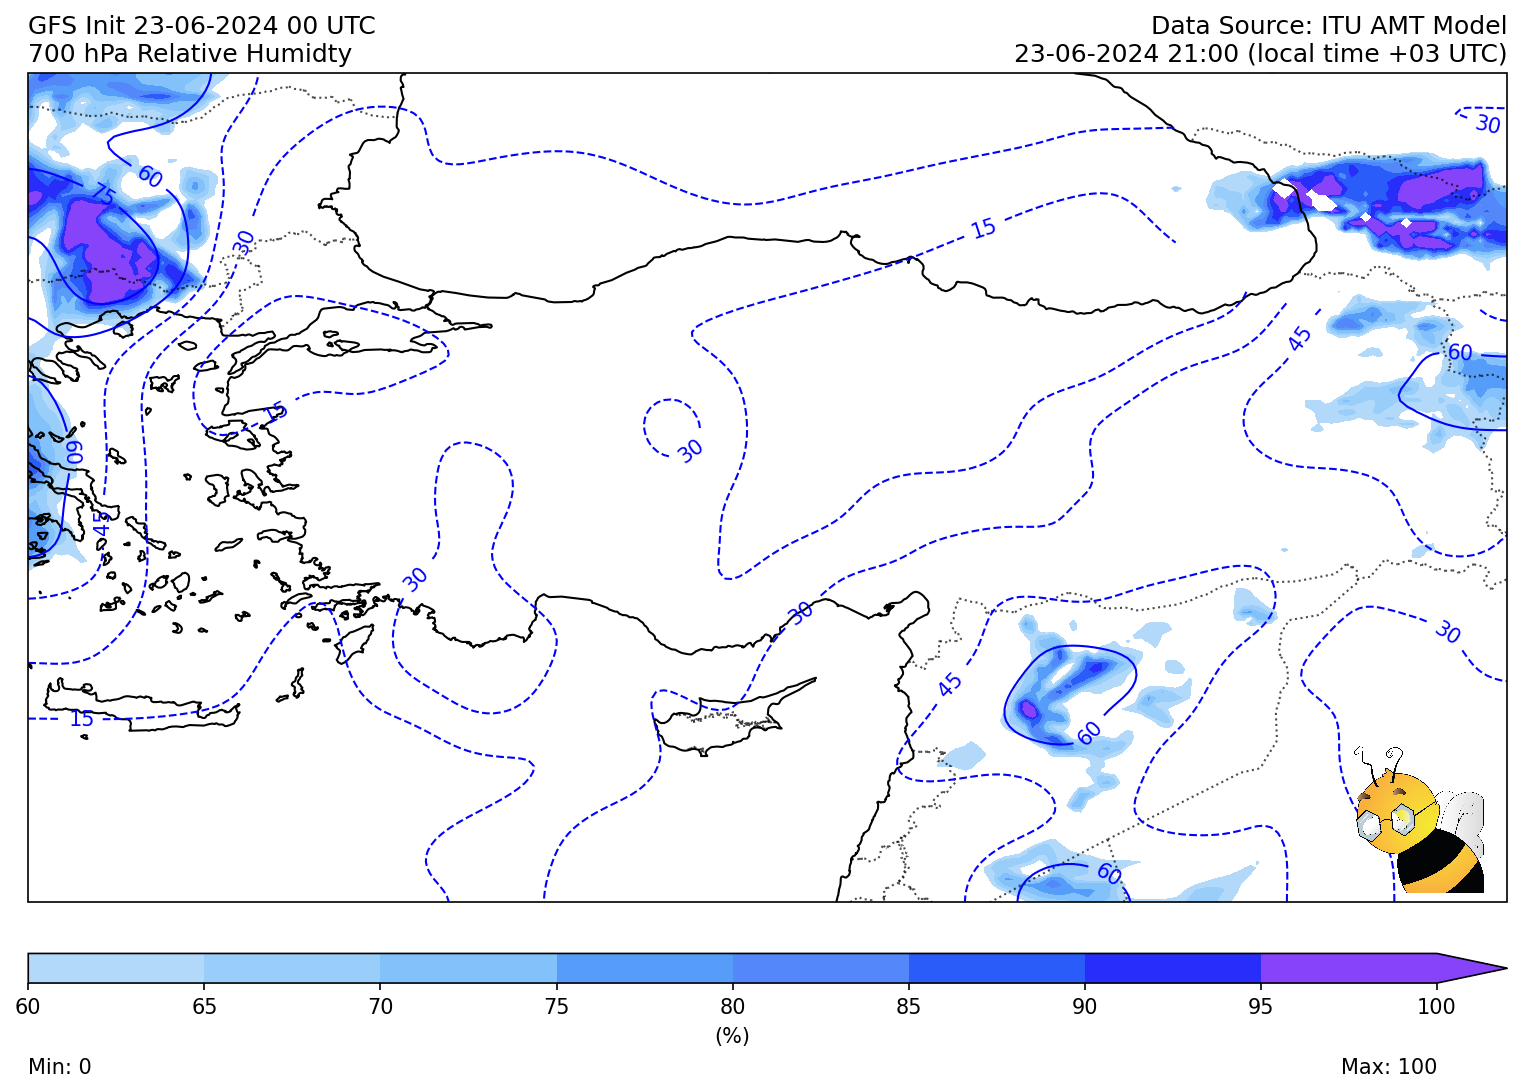 GFS Init 23-06-2024 00 UTC
Data Source: ITU AMT Model
700 hPa Relative Humidty
23-06-2024 21:00 (local time +03 UTC)
30
60
75
30
15
45
60
15
30
60
45
30
30
30
45
15
60
60
60 65 70 75 80 85 90 95 100
(%)
Min: 0
Max: 100